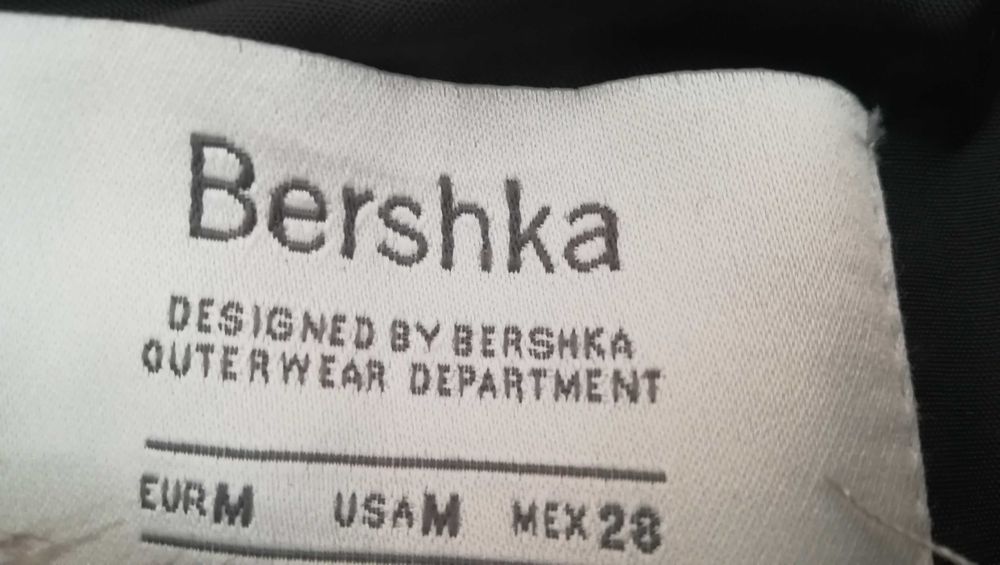 Bershka
DESIGNED BY BERSHKA
OUTERWEAR DEPARTMENT
EUR M USA M MEX 28